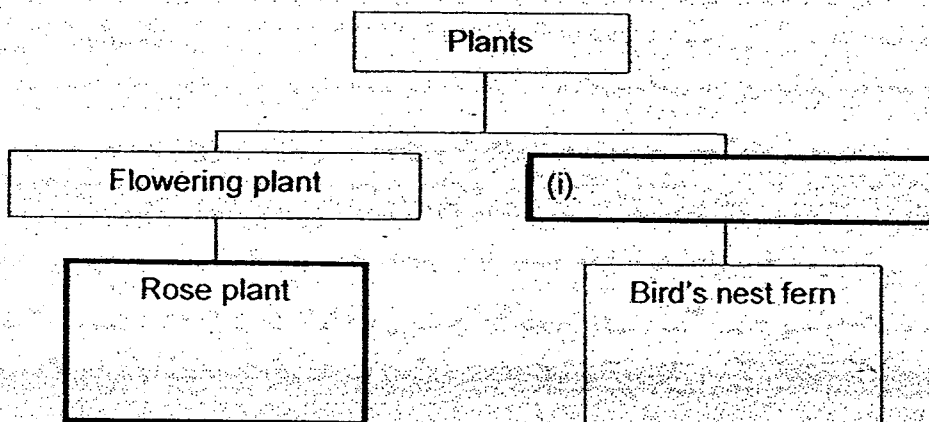 Plants
Flowering plant
(i)
Rose plant
Bird's nest fern